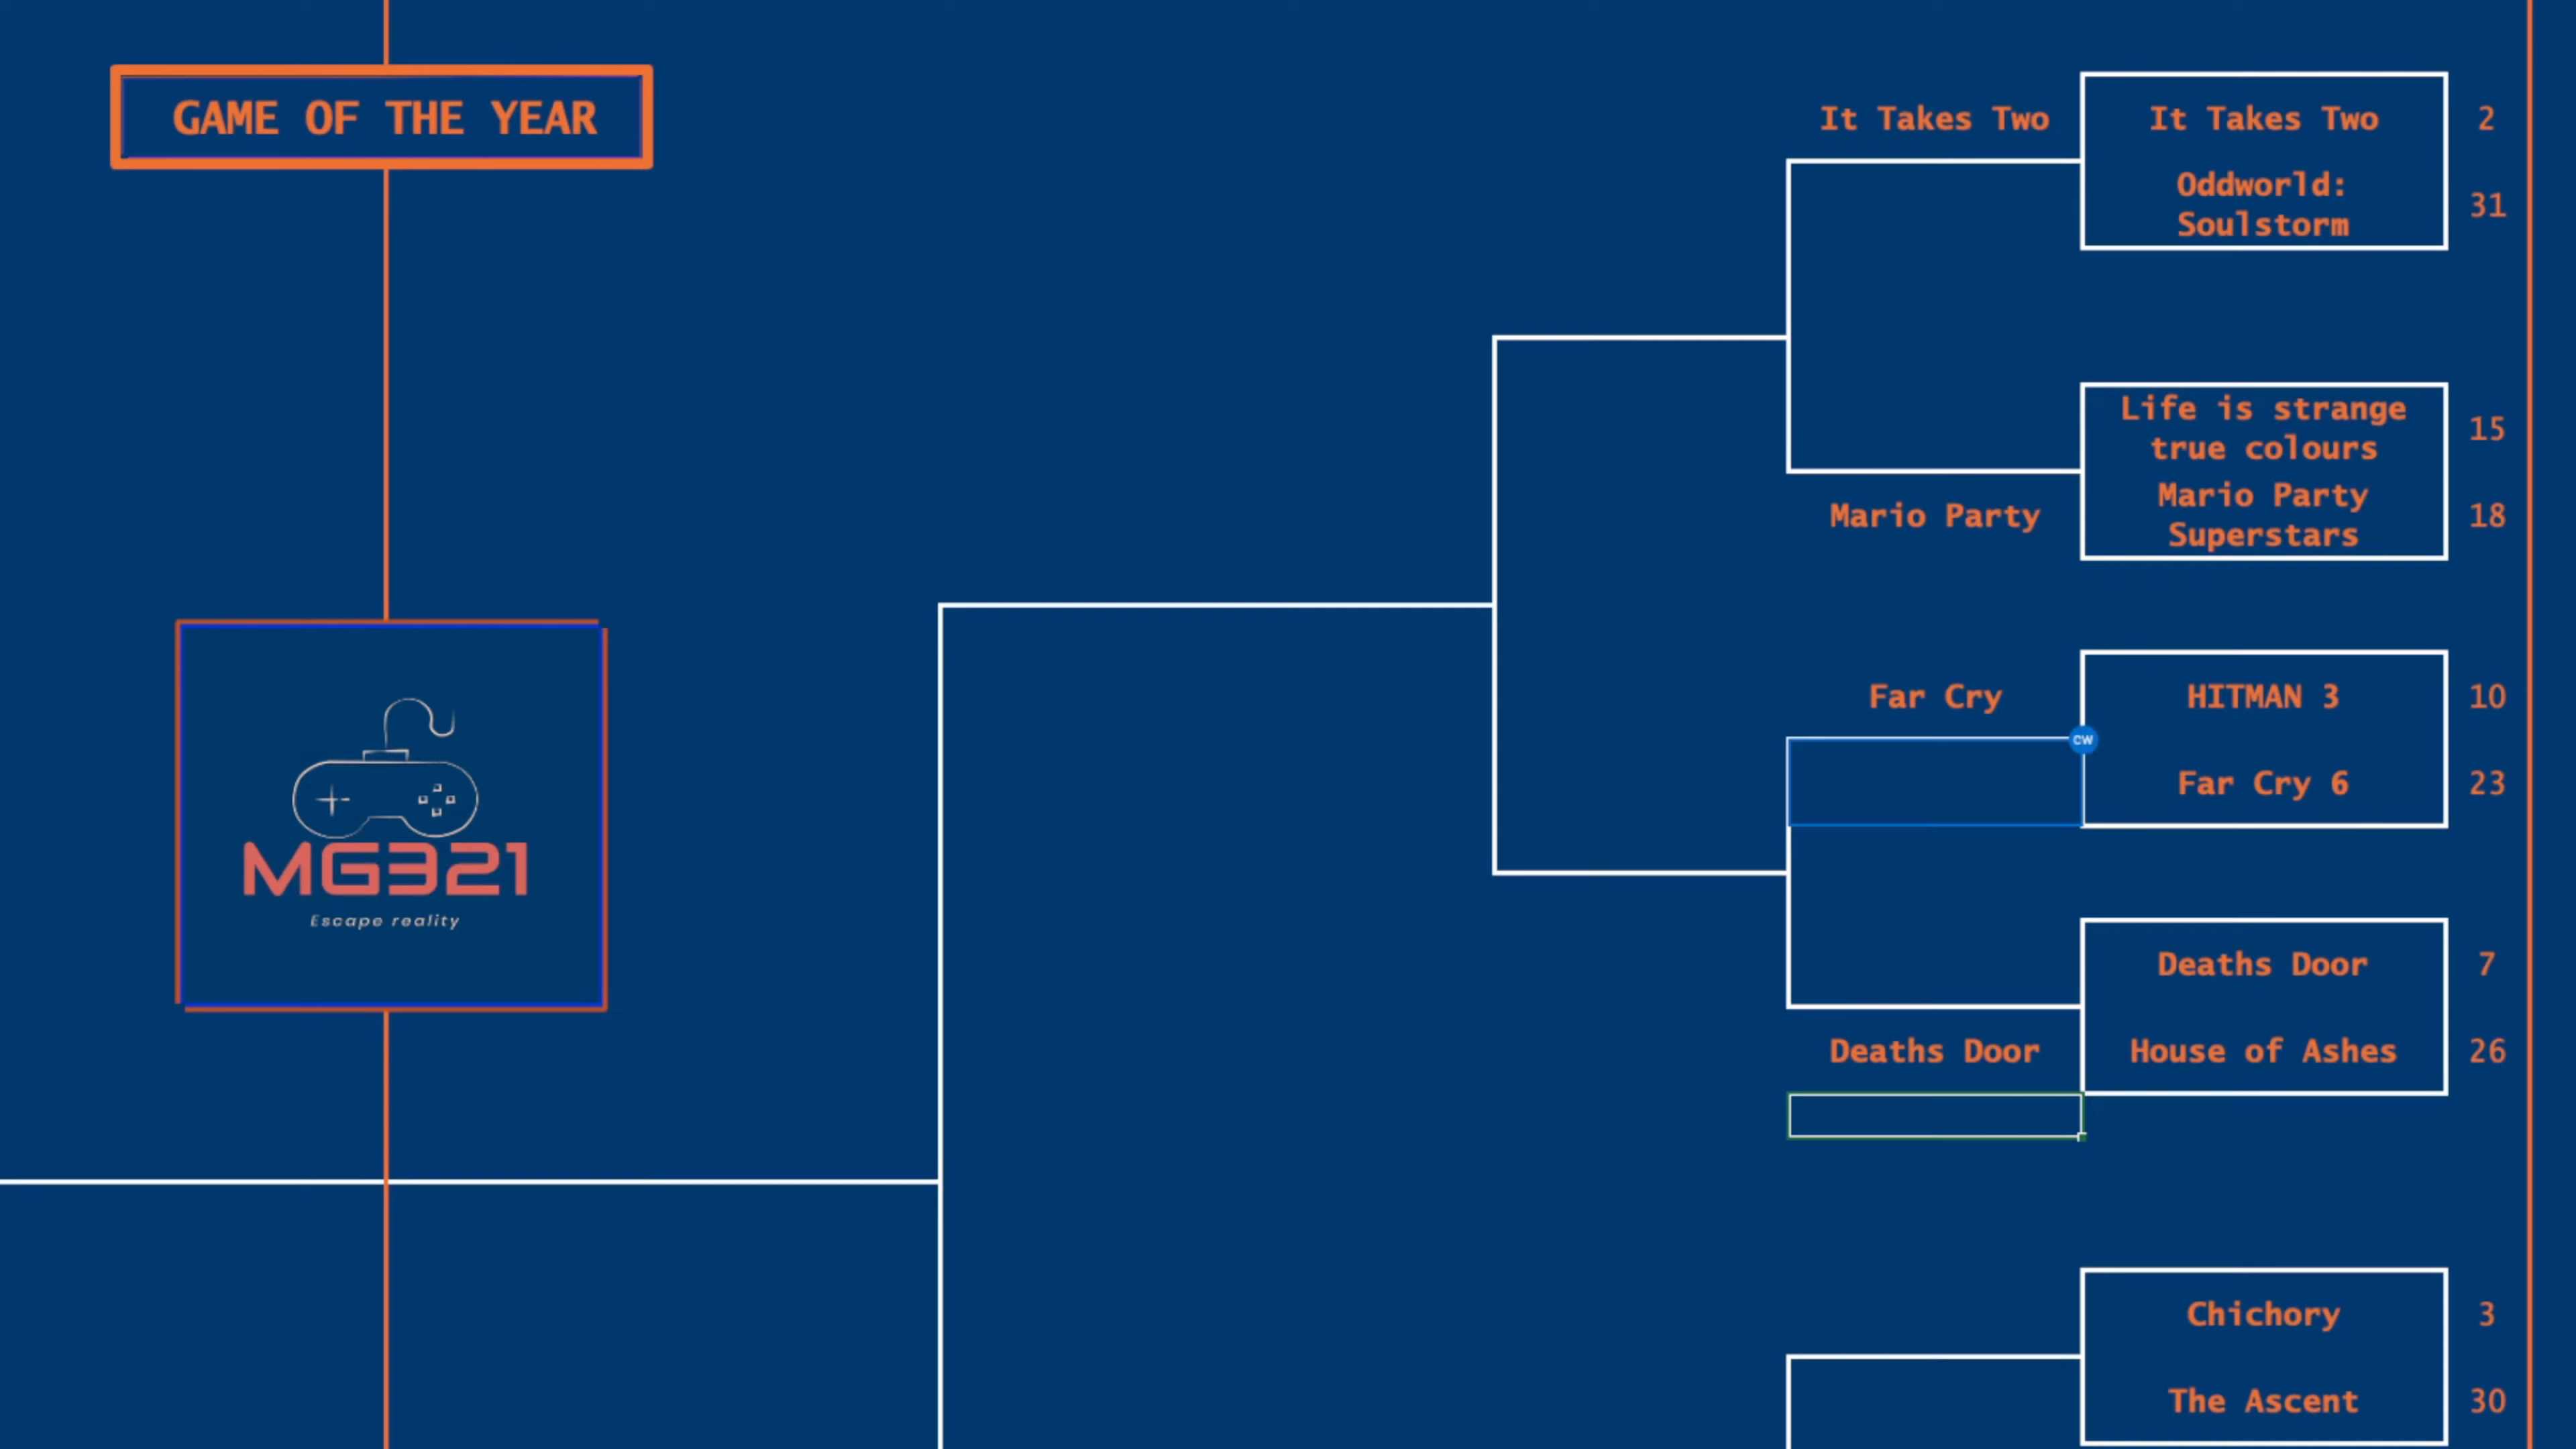 GAME OF THE YEAR
It Takes Two
It Takes Two
2
Oddworld:
Soulstorm
31
Life is strange
true colours
15
Mario Party
Mario Party
Superstars
18
Far Cry
HITMAN 3
10
CW
Far Cry 6
23
MG321
Escape reality
Deaths Door
7
Deaths Door
House of Ashes
26
Chichory
3
The Ascent
30